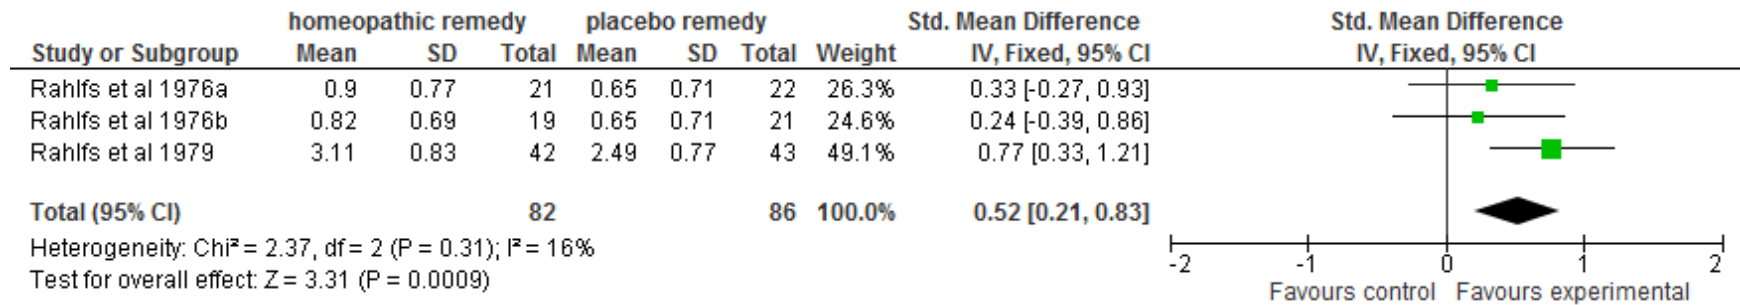 homeopathic remedy placebo remedy Std. Mean Difference Std. Mean Difference
Study or Subgroup Mean SD Total Mean SD Total Weight IV, Fixed, 95% CI IV, Fixed, 95% CI
Rahlfs et al 1976a 0.9 0.77 21 0.65 0.71 22 26.3% 0.33 [-0.27, 0.93]
Rahlfs et al 1976b 0.82 0.69 19 0.65 0.71 21 24.6% 0.24 [-0.39, 0.86]
Rahlfs et al 1979 3.11 0.83 42 2.49 0.77 43 49.1% 0.77 [0.33, 1.21]
Total (95% CI) 82 86 100.0% 0.52 [0.21, 0.83]
Heterogeneity: Chi² = 2.37, df = 2 (P = 0.31); I² = 16%
Test for overall effect: Z = 3.31 (P = 0.0009)
-2 -1 0 1 2
Favours control Favours experimental